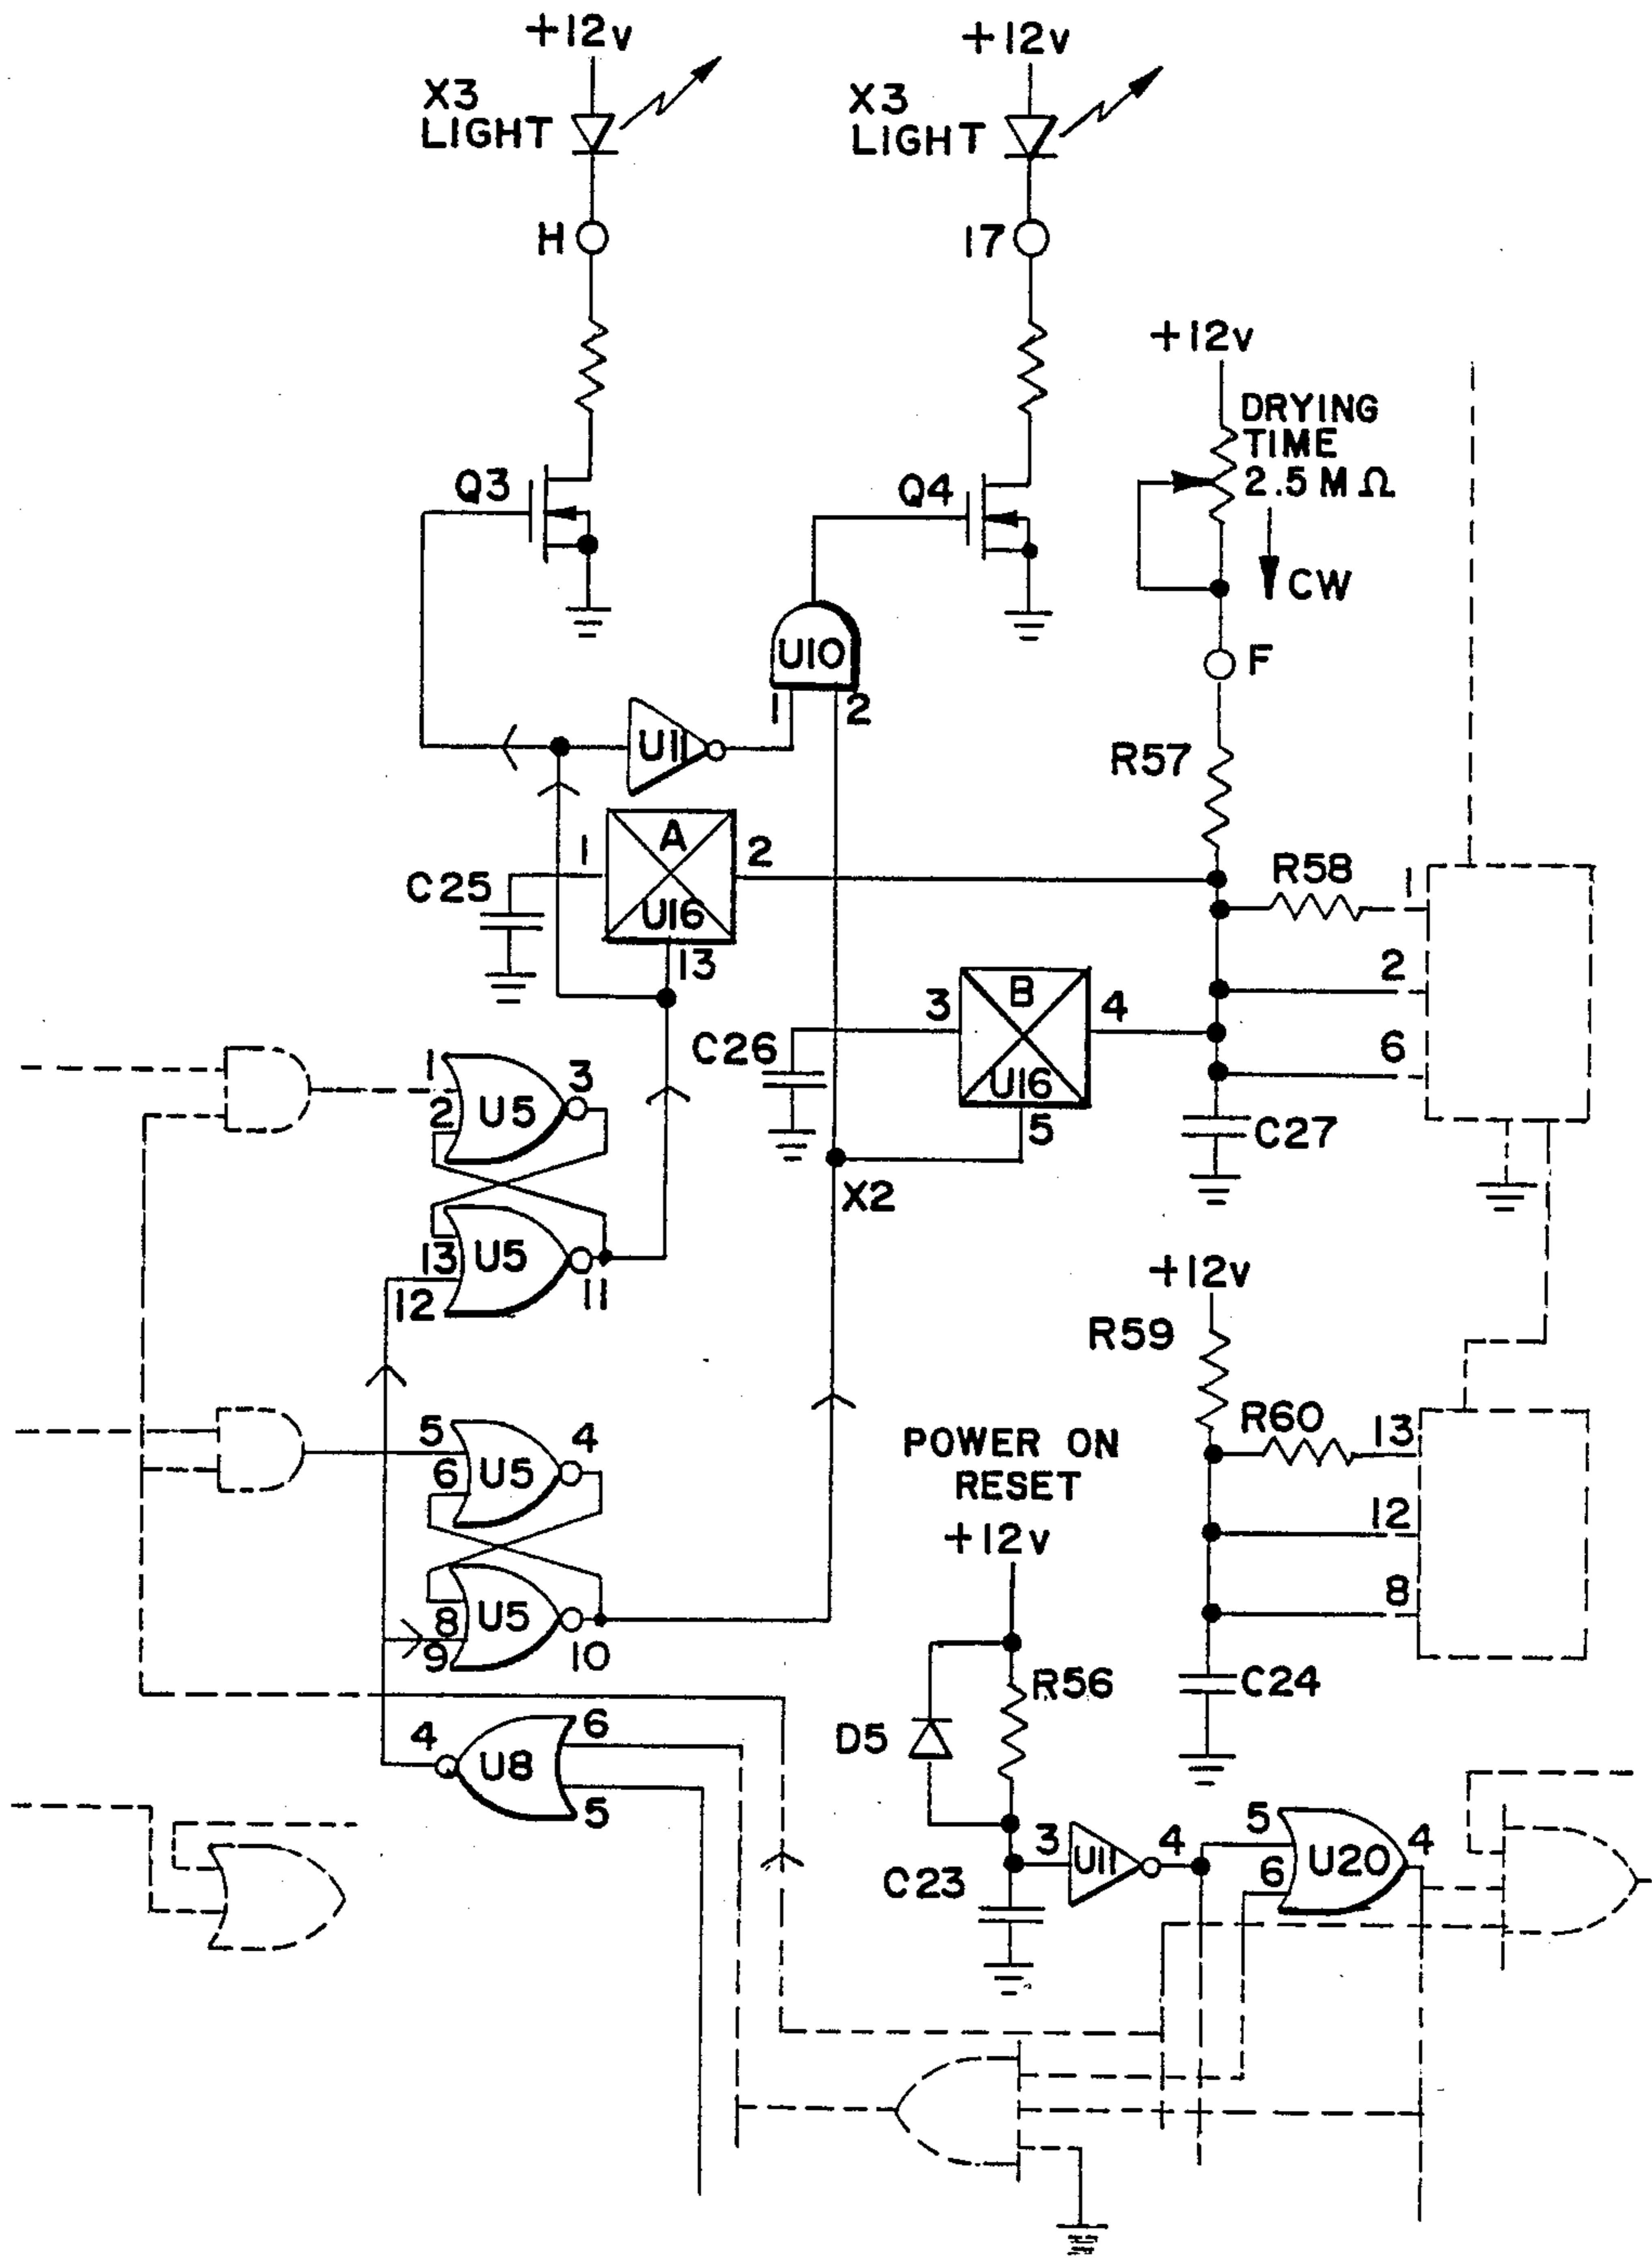 +12v
+12v
X3
LIGHT
X3
LIGHT
H
17
+12v
DRYING
TIME
2.5 M Ω
CW
Q3
Q4
U10
F
1
2
U11
R57
A
1
2
C25
U16
R58
1
13
2
B
3
4
C26
6
U16
1
3
2
U5
5
C27
X2
13
U5
12
11
+12v
R59
5
4
6
U5
POWER ON
RESET
R60
13
+12v
12
8
U5
9
10
8
R56
C24
4
6
U8
D5
5
3
U11
4
5
6
U20
4
C23